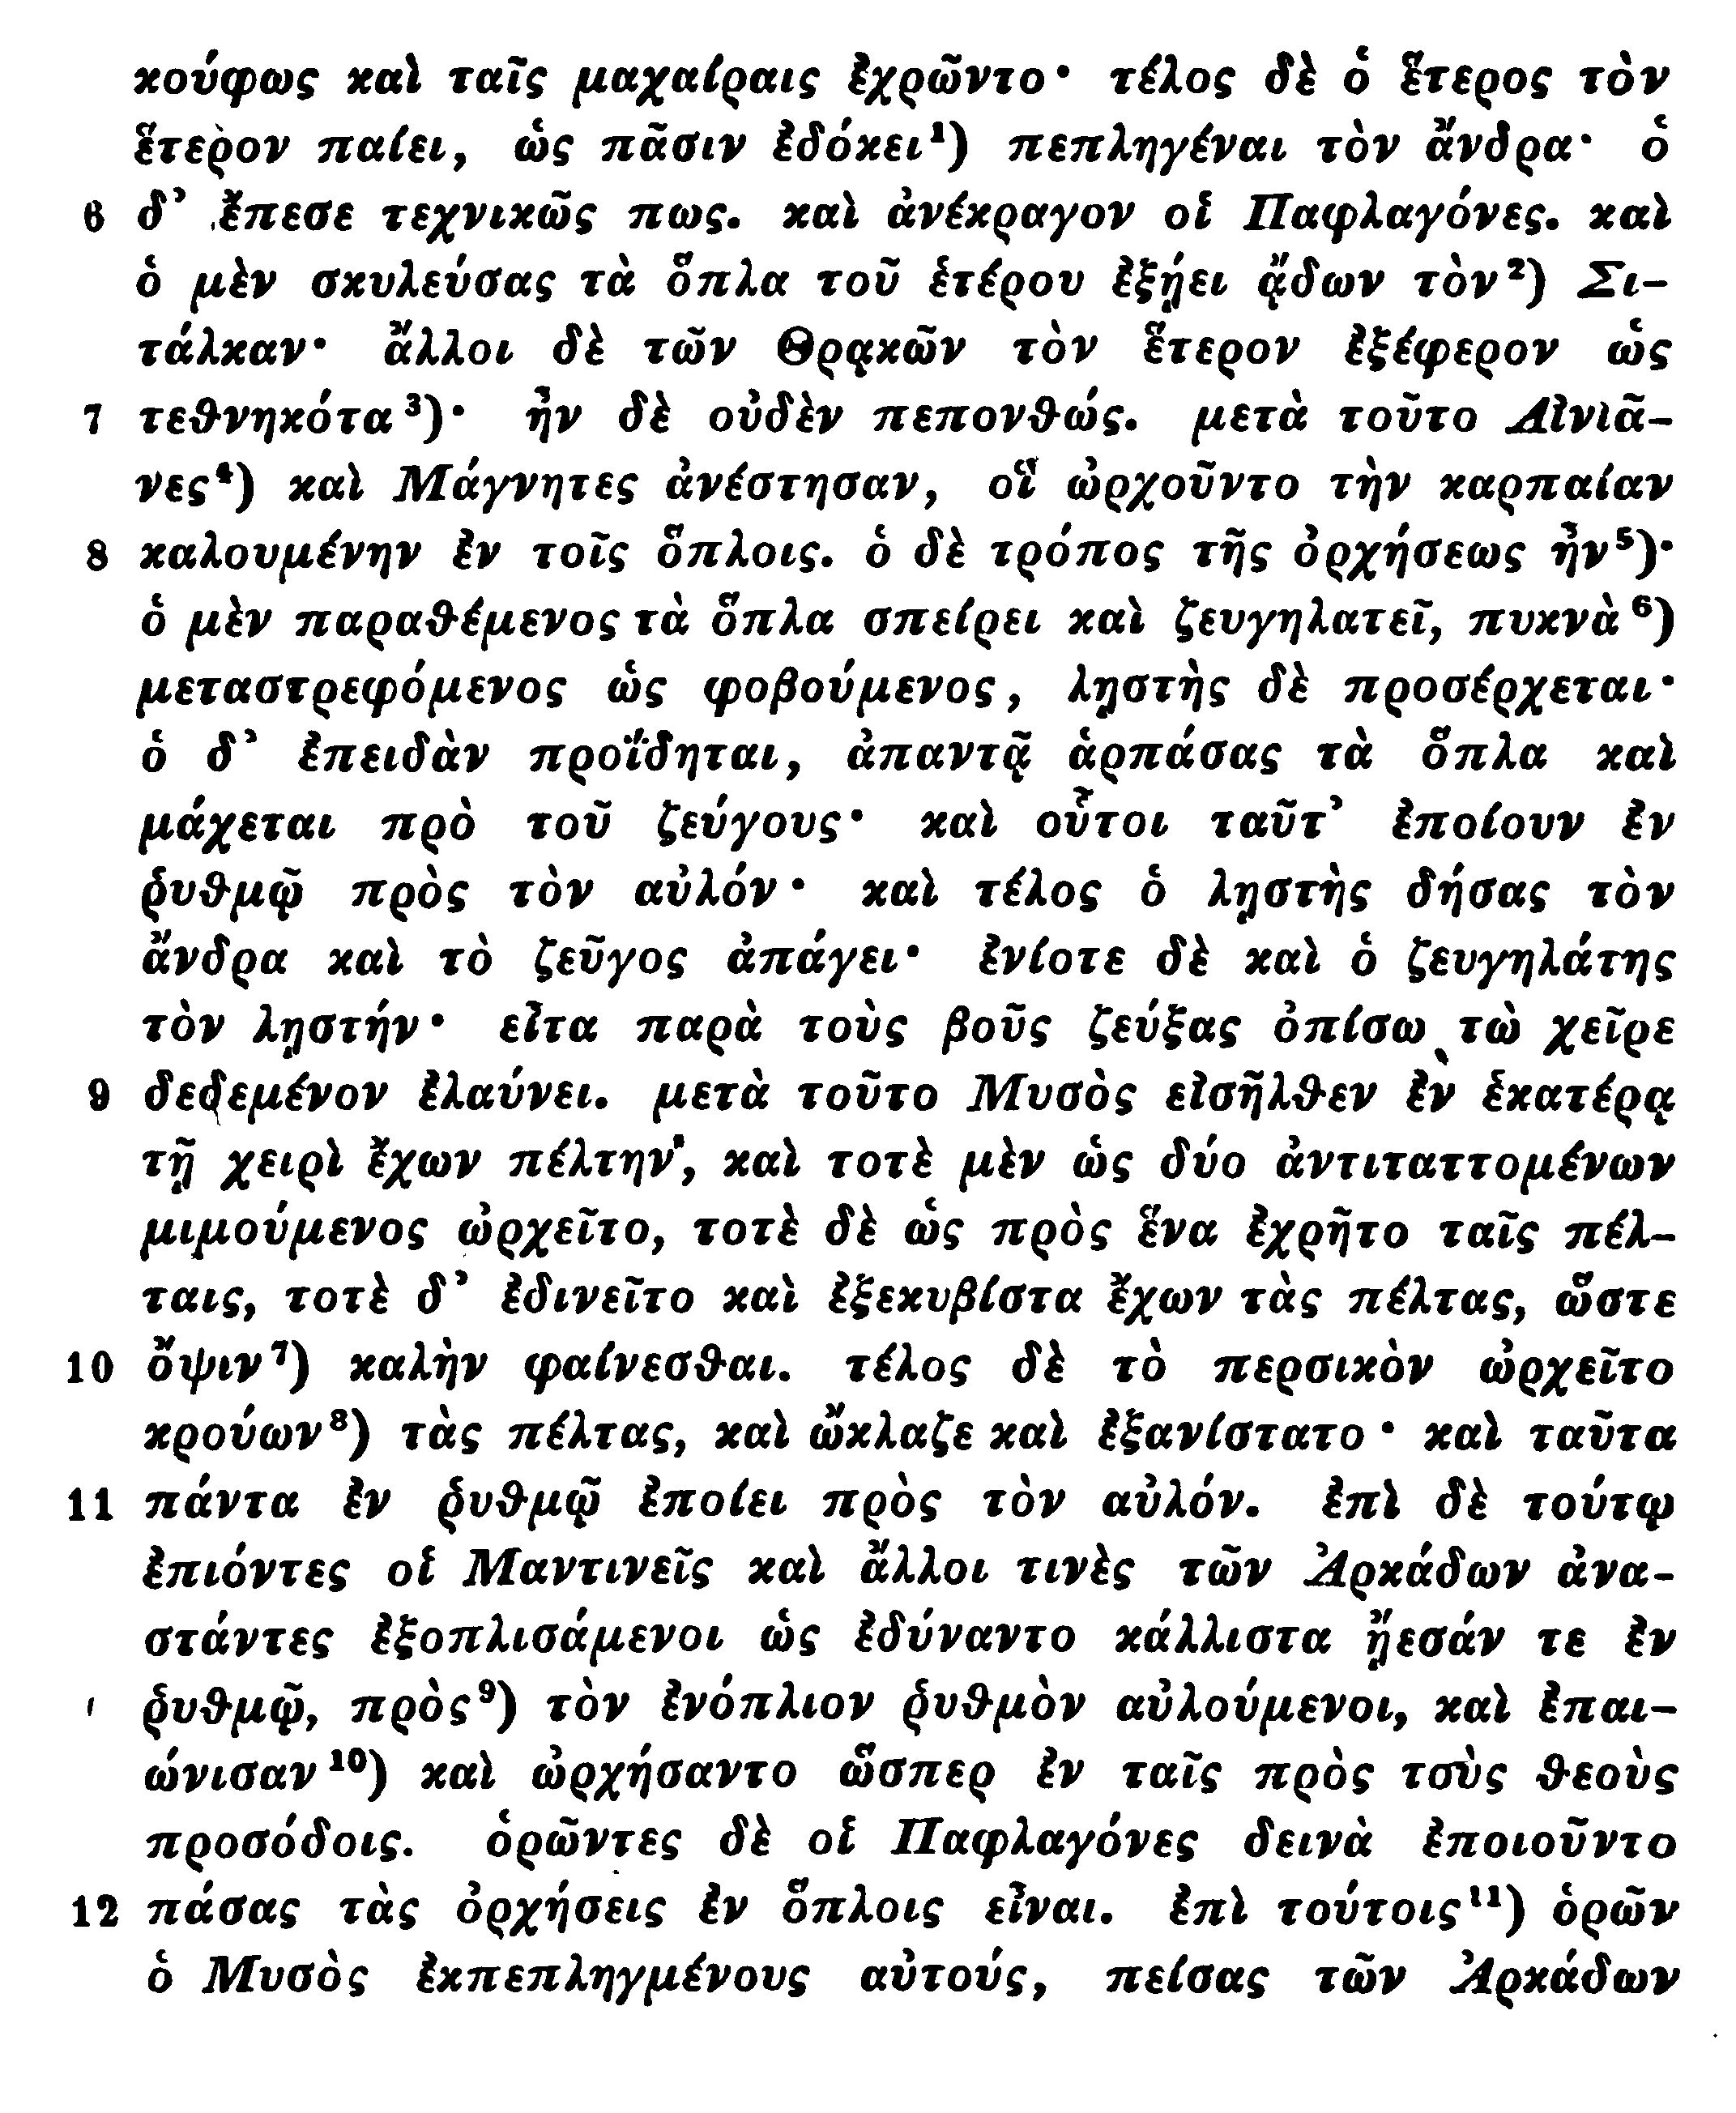 κούφως καὶ ταῖς μαχαίραις ἐχρῶντο· τέλος δὲ ὁ ἕτερος τὸν
ἕτερον παίει, ὡς πᾶσιν ἐδόκει¹) πεπληγέναι τὸν ἄνδρα· ὁ
6 δ’ ἔπεσε τεχνικῶς πως. καὶ ἀνέκραγον οἱ Παφλαγόνες. καὶ
ὁ μὲν σκυλεύσας τὰ ὅπλα τοῦ ἑτέρου ἐξῄει ᾄδων τὸν²) Σι-
τάλκαν· ἄλλοι δὲ τῶν Θρᾳκῶν τὸν ἕτερον ἐξέφερον ὡς
7 τεθνηκότα³)· ἦν δὲ οὐδὲν πεπονθώς. μετὰ τοῦτο Αἰνιᾶ-
νες⁴) καὶ Μάγνητες ἀνέστησαν, οἳ ὠρχοῦντο τὴν καρπαίαν
8 καλουμένην ἐν τοῖς ὅπλοις. ὁ δὲ τρόπος τῆς ὀρχήσεως ἦν⁵)·
ὁ μὲν παραθέμενος τὰ ὅπλα σπείρει καὶ ζευγηλατεῖ, πυκνὰ⁶)
μεταστρεφόμενος ὡς φοβούμενος, λῃστὴς δὲ προσέρχεται·
ὁ δ’ ἐπειδὰν προΐδηται, ἀπαντᾷ ἁρπάσας τὰ ὅπλα καὶ
μάχεται πρὸ τοῦ ζεύγους· καὶ οὗτοι ταῦτ’ ἐποίουν ἐν
ῥυθμῷ πρὸς τὸν αὐλόν· καὶ τέλος ὁ λῃστὴς δήσας τὸν
ἄνδρα καὶ τὸ ζεῦγος ἀπάγει· ἐνίοτε δὲ καὶ ὁ ζευγηλάτης
τὸν λῃστήν· εἶτα παρὰ τοὺς βοῦς ζεύξας ὀπίσω τὼ χεῖρε
9 δεδεμένον ἐλαύνει. μετὰ τοῦτο Μυσὸς εἰσῆλθεν ἐν ἑκατέρᾳ
τῇ χειρὶ ἔχων πέλτην, καὶ τοτὲ μὲν ὡς δύο ἀντιταττομένων
μιμούμενος ὠρχεῖτο, τοτὲ δὲ ὡς πρὸς ἕνα ἐχρῆτο ταῖς πέλ-
ταις, τοτὲ δ’ ἐδινεῖτο καὶ ἐξεκυβίστα ἔχων τὰς πέλτας, ὥστε
10 ὄψιν⁷) καλὴν φαίνεσθαι. τέλος δὲ τὸ περσικὸν ὠρχεῖτο
κρούων⁸) τὰς πέλτας, καὶ ὤκλαζε καὶ ἐξανίστατο· καὶ ταῦτα
11 πάντα ἐν ῥυθμῷ ἐποίει πρὸς τὸν αὐλόν. ἐπὶ δὲ τούτῳ
ἐπιόντες οἱ Μαντινεῖς καὶ ἄλλοι τινὲς τῶν Ἀρκάδων ἀνα-
στάντες ἐξοπλισάμενοι ὡς ἐδύναντο κάλλιστα ᾔεσάν τε ἐν
ῥυθμῷ, πρὸς⁹) τὸν ἐνόπλιον ῥυθμὸν αὐλούμενοι, καὶ ἐπαι-
ώνισαν¹⁰) καὶ ὠρχήσαντο ὥσπερ ἐν ταῖς πρὸς τοὺς θεοὺς
προσόδοις. ὁρῶντες δὲ οἱ Παφλαγόνες δεινὰ ἐποιοῦντο
12 πάσας τὰς ὀρχήσεις ἐν ὅπλοις εἶναι. ἐπὶ τούτοις¹¹) ὁρῶν
ὁ Μυσὸς ἐκπεπληγμένους αὐτούς, πείσας τῶν Ἀρκάδων